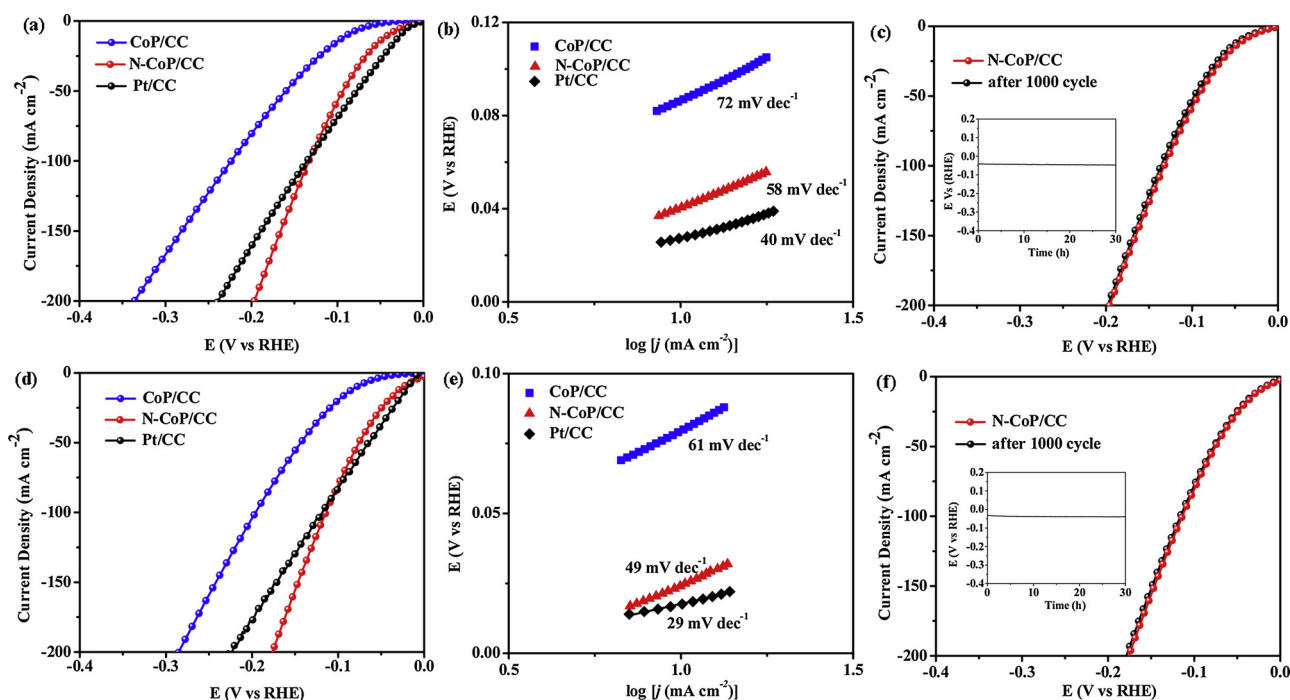 (a)
CoP/CC
N-CoP/CC
Pt/CC
0
-50
-100
-150
-200
Current Density (mA cm⁻²)
-0.4 -0.3 -0.2 -0.1 0.0
E (V vs RHE)
(b)
CoP/CC
N-CoP/CC
Pt/CC
72 mV dec⁻¹
58 mV dec⁻¹
40 mV dec⁻¹
0.12
0.08
0.04
0.00
E (V vs RHE)
0.5 1.0 1.5
log [j (mA cm⁻²)]
(c)
N-CoP/CC
after 1000 cycle
0
-50
-100
-150
-200
Current Density (mA cm⁻²)
-0.4 -0.3 -0.2 -0.1 0.0
E (V vs RHE)
0.2
0.1
0.0
-0.1
-0.2
-0.3
-0.4
E Vs (RHE)
0 10 20 30
Time (h)
(d)
CoP/CC
N-CoP/CC
Pt/CC
0
-50
-100
-150
-200
Current Density (mA cm⁻²)
-0.4 -0.3 -0.2 -0.1 0.0
E (V vs RHE)
(e)
CoP/CC
N-CoP/CC
Pt/CC
61 mV dec⁻¹
49 mV dec⁻¹
29 mV dec⁻¹
0.10
0.05
0.00
E (V vs RHE)
0.5 1.0 1.5
log [j (mA cm⁻²)]
(f)
N-CoP/CC
after 1000 cycle
0
-50
-100
-150
-200
Current Density (mA cm⁻²)
-0.4 -0.3 -0.2 -0.1 0.0
E (V vs RHE)
0.2
0.1
0.0
-0.1
-0.2
-0.3
-0.4
E (V vs RHE)
0 10 20 30
Time (h)